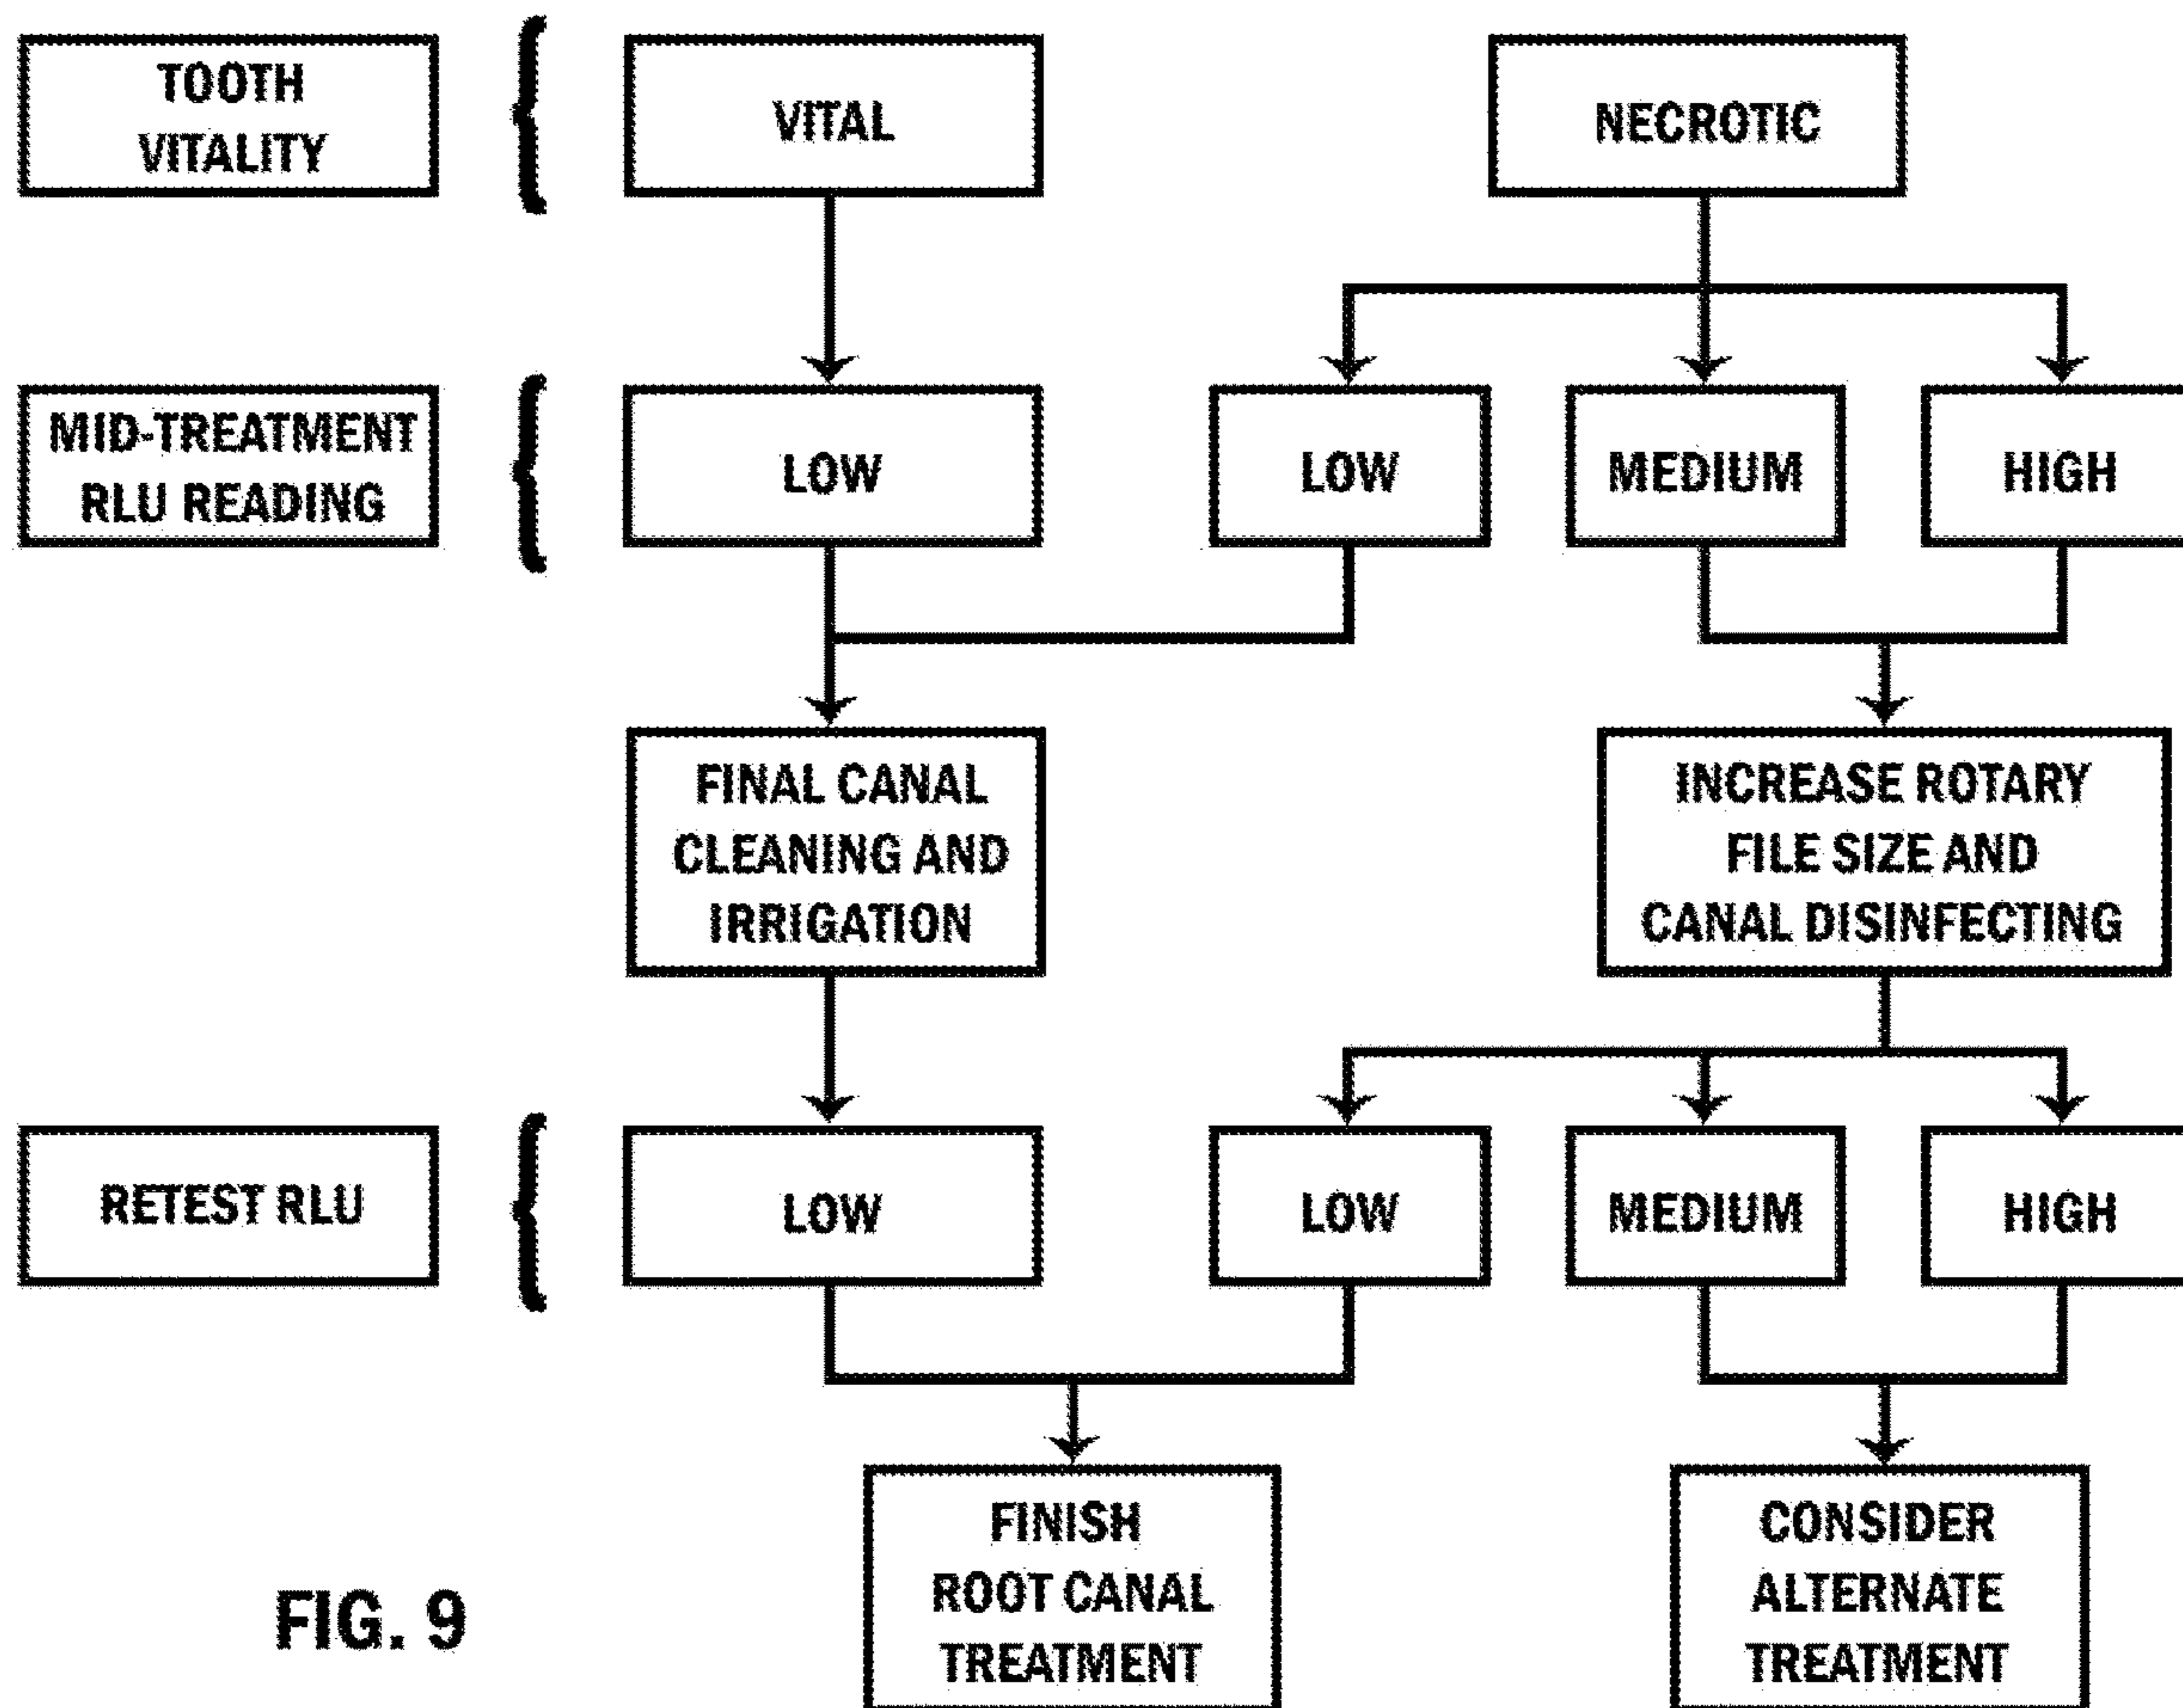 TOOTH
VITALITY
VITAL
NECROTIC
MID-TREATMENT
RLU READING
LOW
LOW
MEDIUM
HIGH
FINAL CANAL
CLEANING AND
IRRIGATION
INCREASE ROTARY
FILE SIZE AND
CANAL DISINFECTING
RETEST RLU
LOW
LOW
MEDIUM
HIGH
FINISH
ROOT CANAL
TREATMENT
CONSIDER
ALTERNATE
TREATMENT
FIG. 9